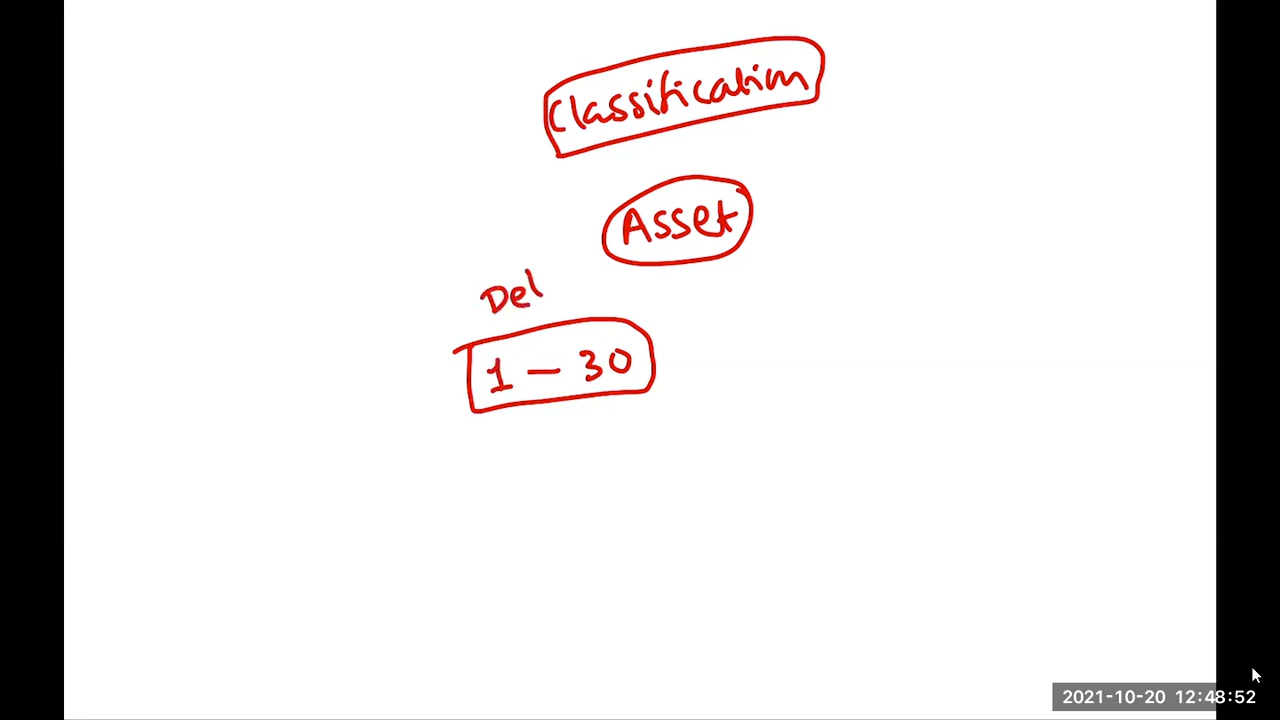 Classification
Asset
Del
1 - 30
2021-10-20 12:48:52